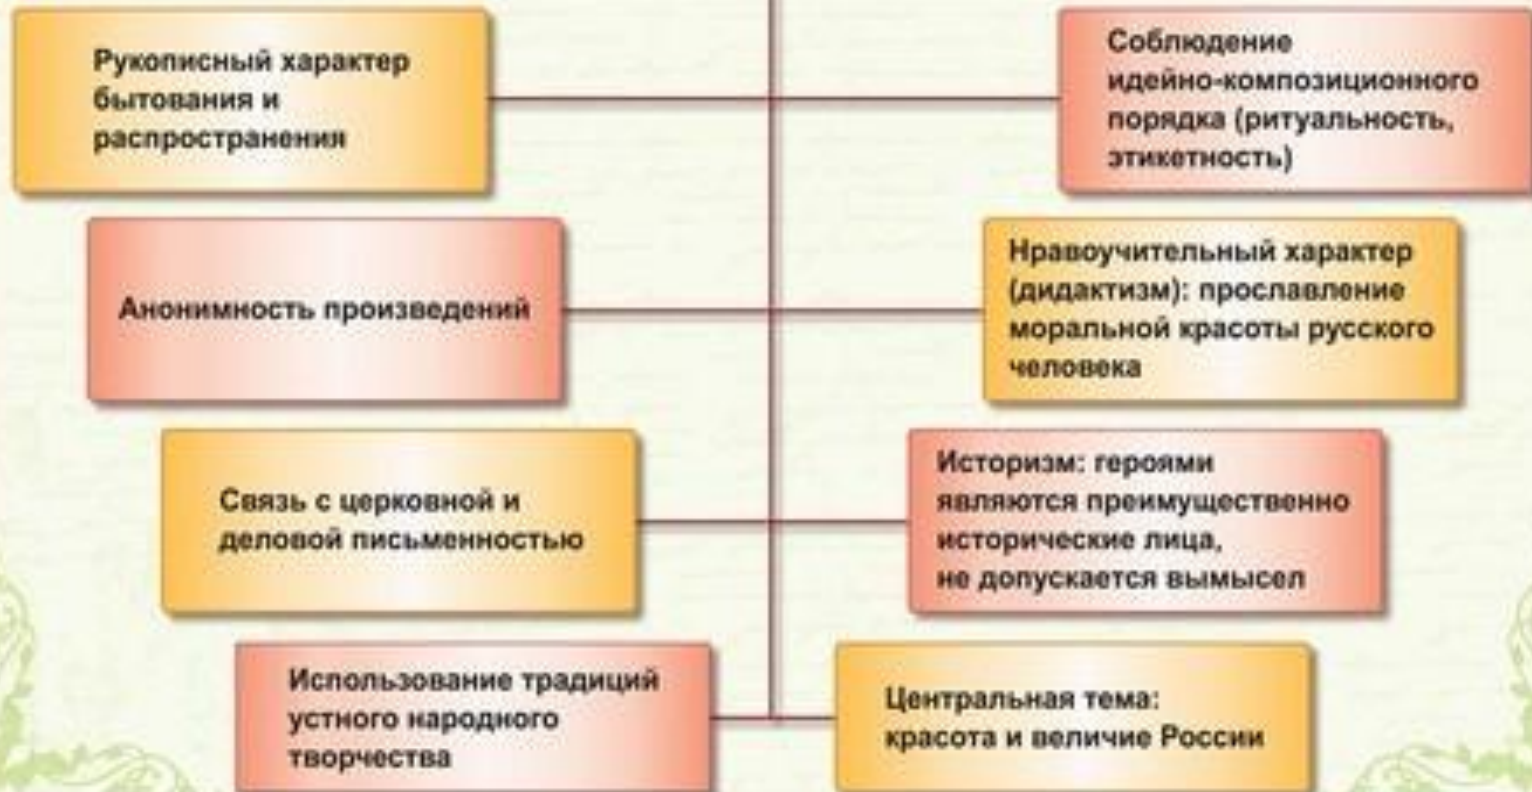 Рукописный характер
бытования и
распространения
Соблюдение
идейно-композиционного
порядка (ритуальность,
этикетность)
Анонимность произведений
Нравоучительный характер
(дидактизм): прославление
моральной красоты русского
человека
Связь с церковной и
деловой письменностью
Историзм: героями
являются преимущественно
исторические лица,
не допускается вымысел
Использование традиций
устного народного
творчества
Центральная тема:
красота и величие России